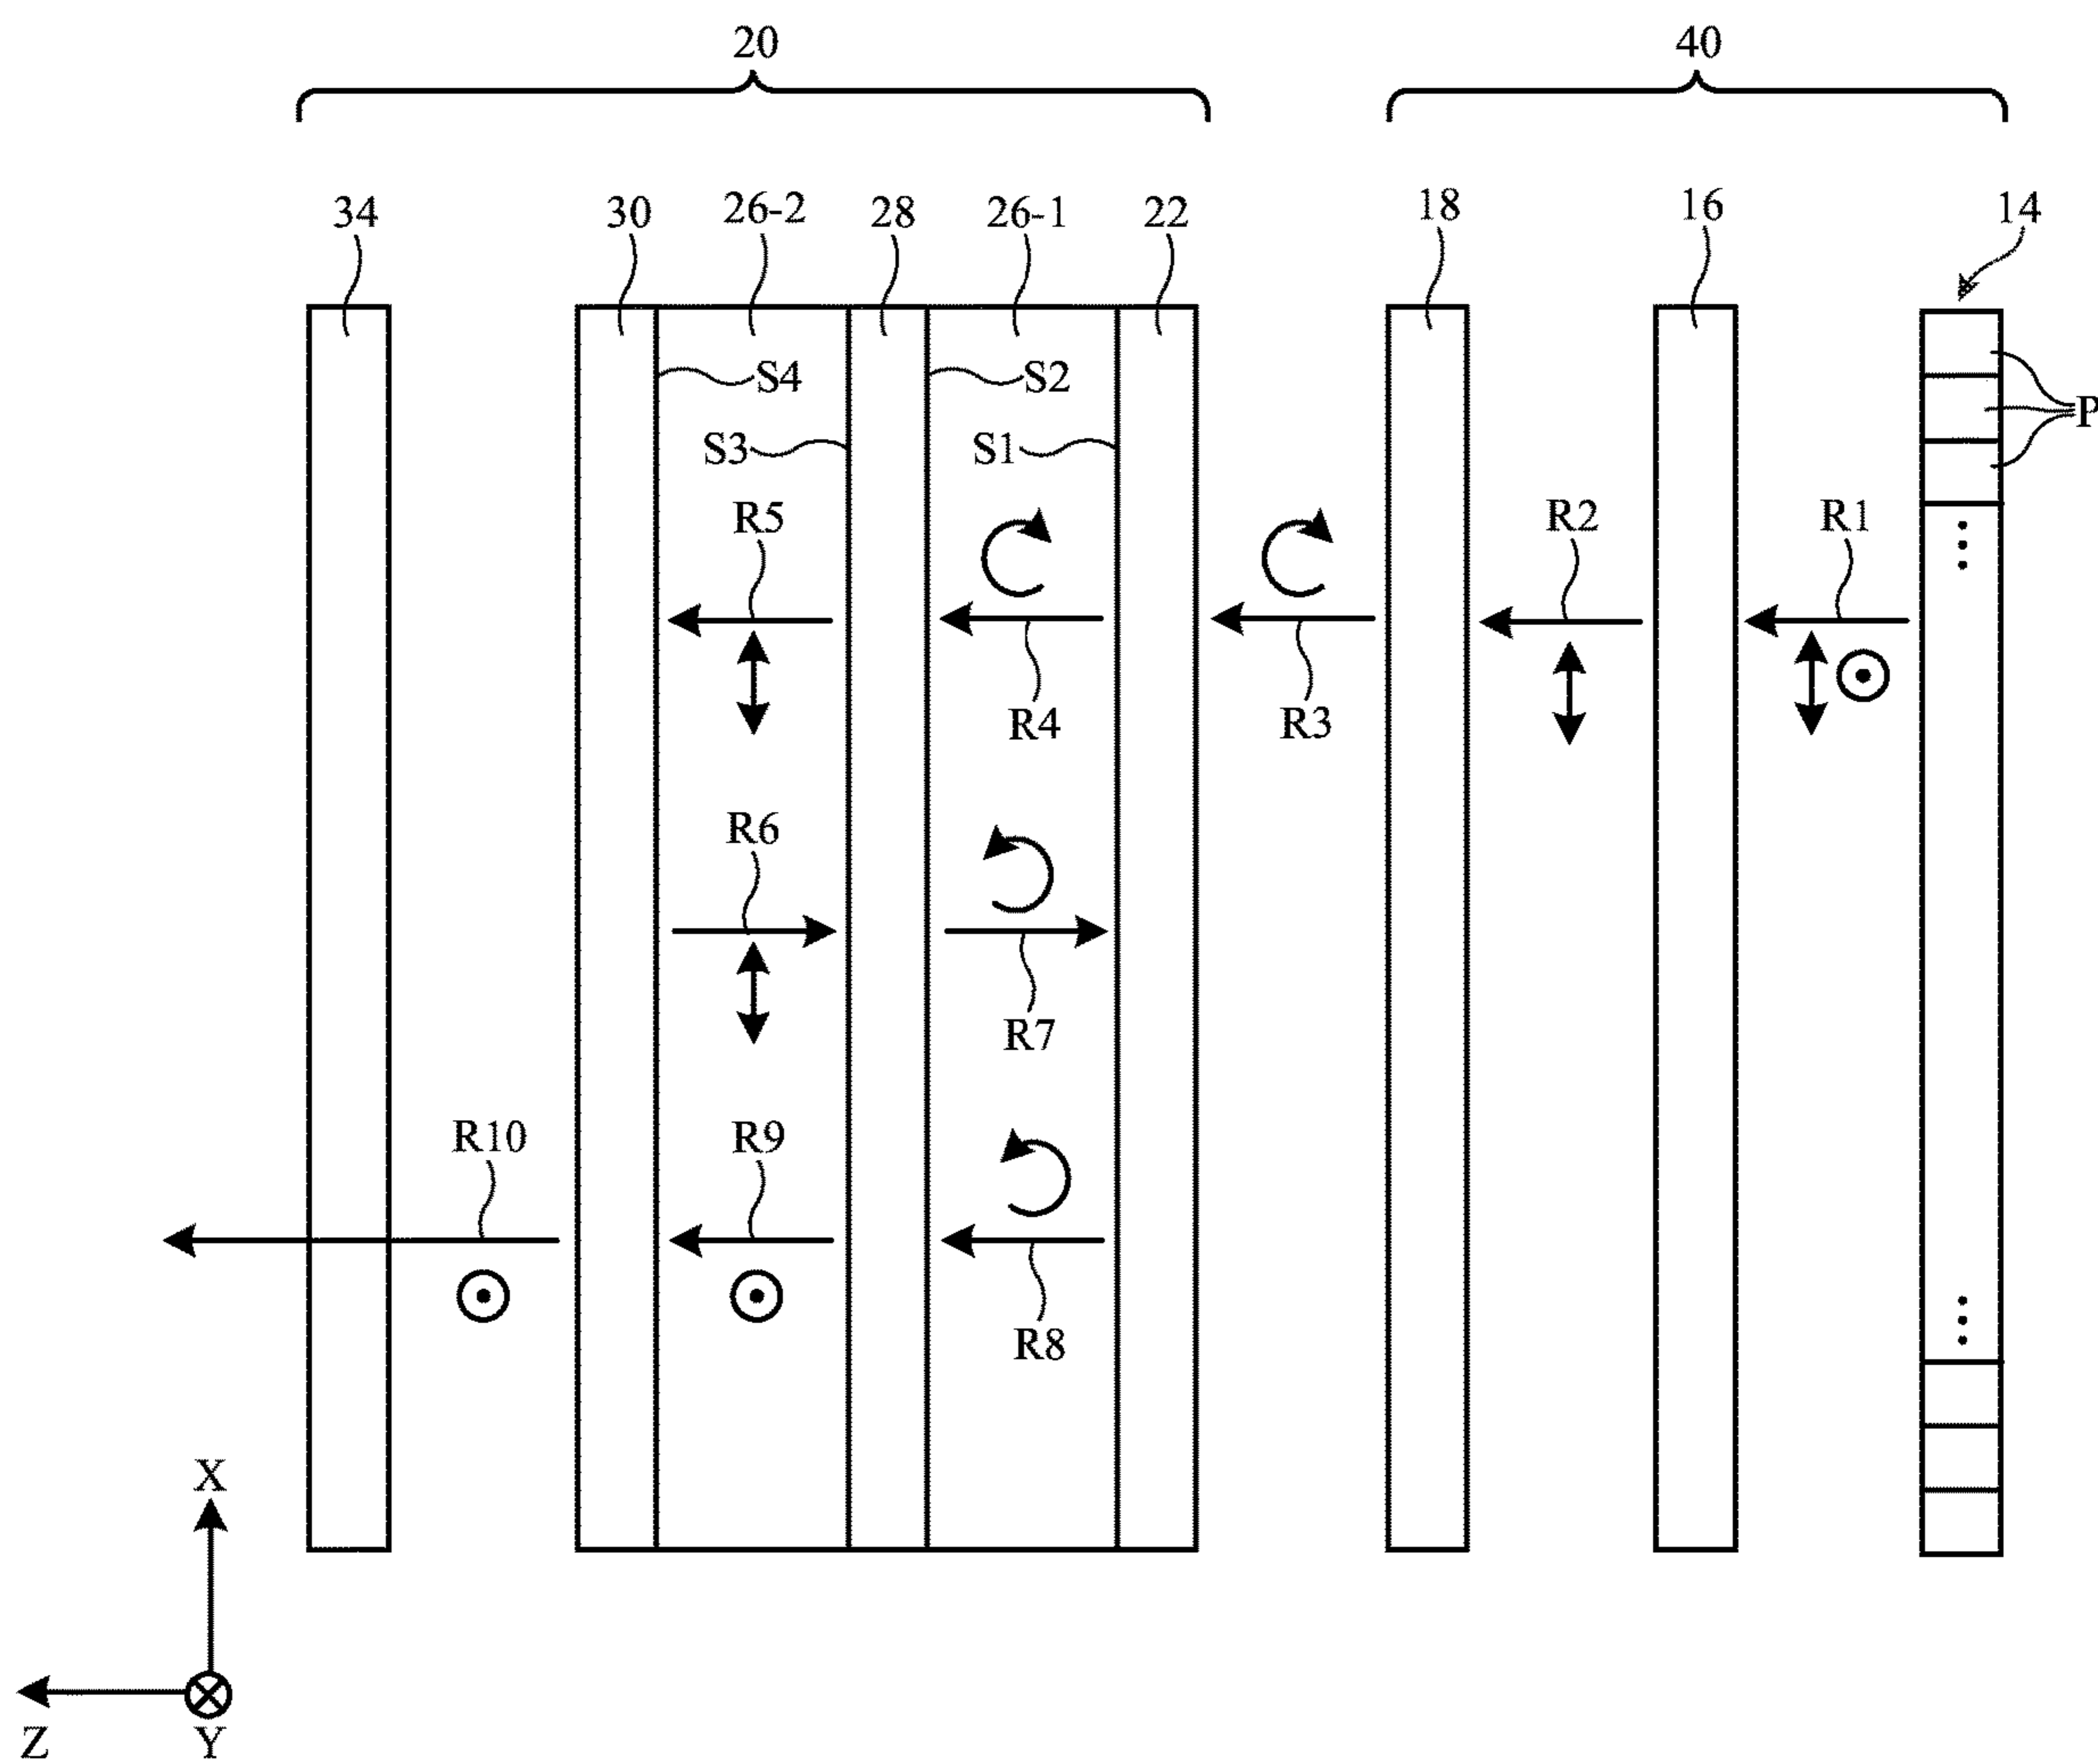 20 40
34 30 26-2 28 26-1 22 18 16 14
S4 S2
P
S3 S1
R5 R2 R1
R4 R3
R6
R7
R10 R9
R8
X
Z Y